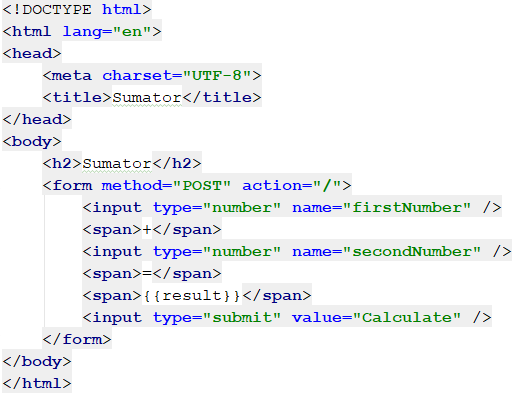 <!DOCTYPE html>
<html lang="en">
<head>
    <meta charset="UTF-8">
    <title>Sumator</title>
</head>
<body>
    <h2>Sumator</h2>
    <form method="POST" action="/">
        <input type="number" name="firstNumber" />
        <span>+</span>
        <input type="number" name="secondNumber" />
        <span>=</span>
        <span>{{result}}</span>
        <input type="submit" value="Calculate" />
    </form>
</body>
</html>